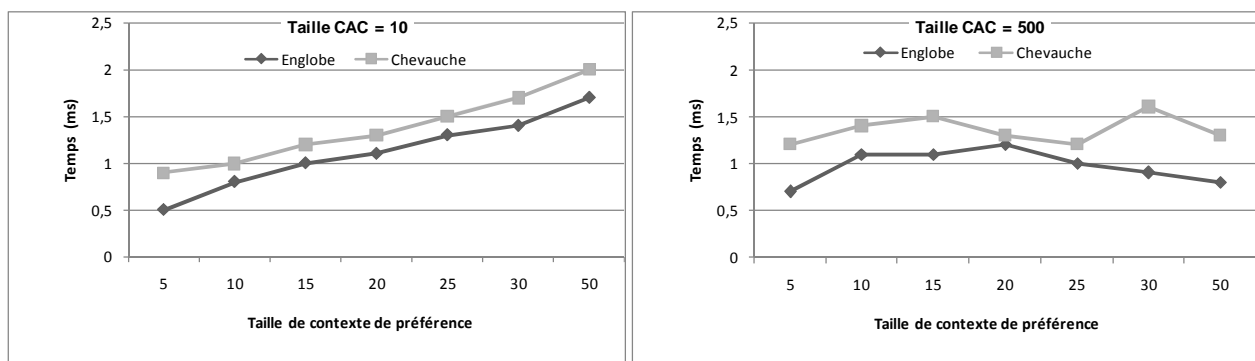 Taille CAC = 10
Englobe Chevauche
2,5
2
1,5
1
0,5
0
Temps (ms)
5 10 15 20 25 30 50
Taille de contexte de préférence
Taille CAC = 500
Englobe Chevauche
2,5
2
1,5
1
0,5
0
Temps (ms)
5 10 15 20 25 30 50
Taille de contexte de préférence